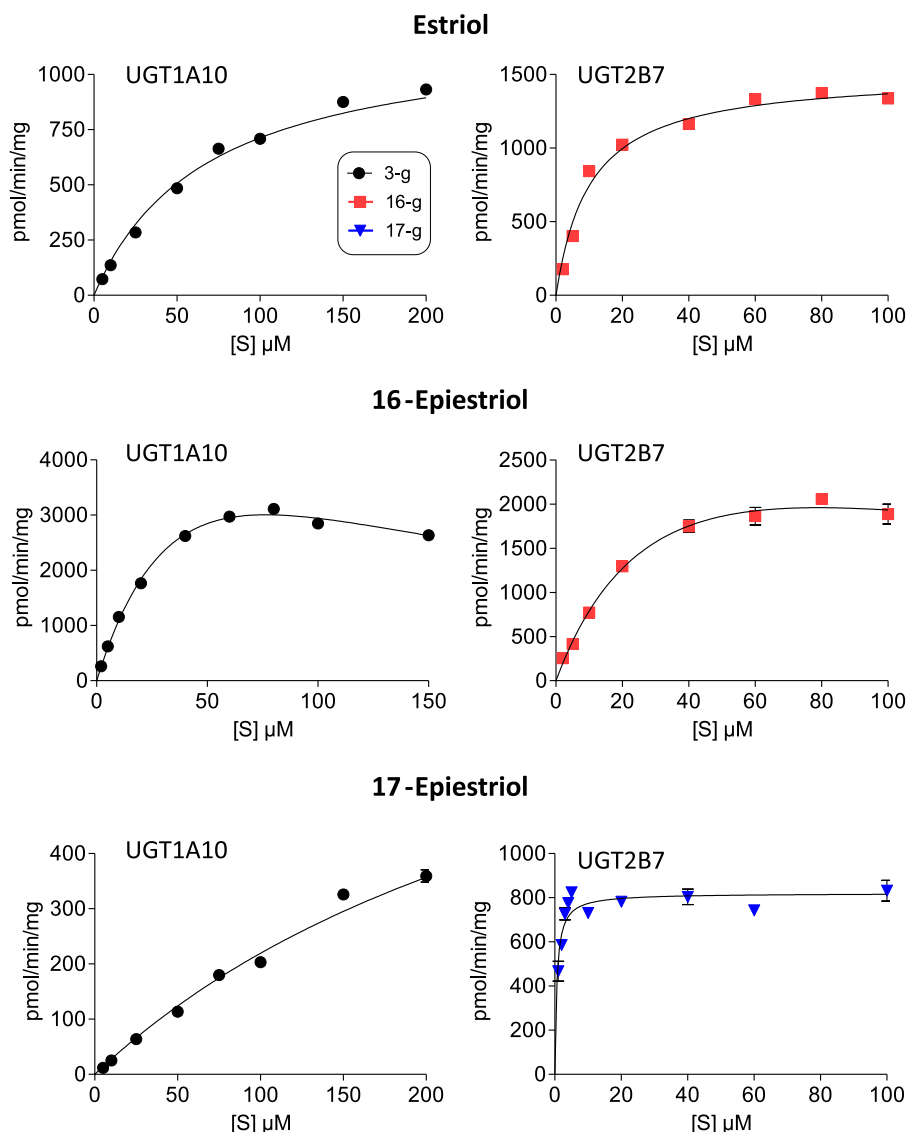 Estriol
UGT1A10
1000
750
500
250
0
pmol/min/mg
0 50 100 150 200
[S] µM
3-g
16-g
17-g
UGT2B7
1500
1000
500
0
pmol/min/mg
0 20 40 60 80 100
[S] µM
16-Epiestriol
UGT1A10
4000
3000
2000
1000
0
pmol/min/mg
0 50 100 150
[S] µM
UGT2B7
2500
2000
1500
1000
500
0
pmol/min/mg
0 20 40 60 80 100
[S] µM
17-Epiestriol
UGT1A10
400
300
200
100
0
pmol/min/mg
0 50 100 150 200
[S] µM
UGT2B7
1000
800
600
400
200
0
pmol/min/mg
0 20 40 60 80 100
[S] µM